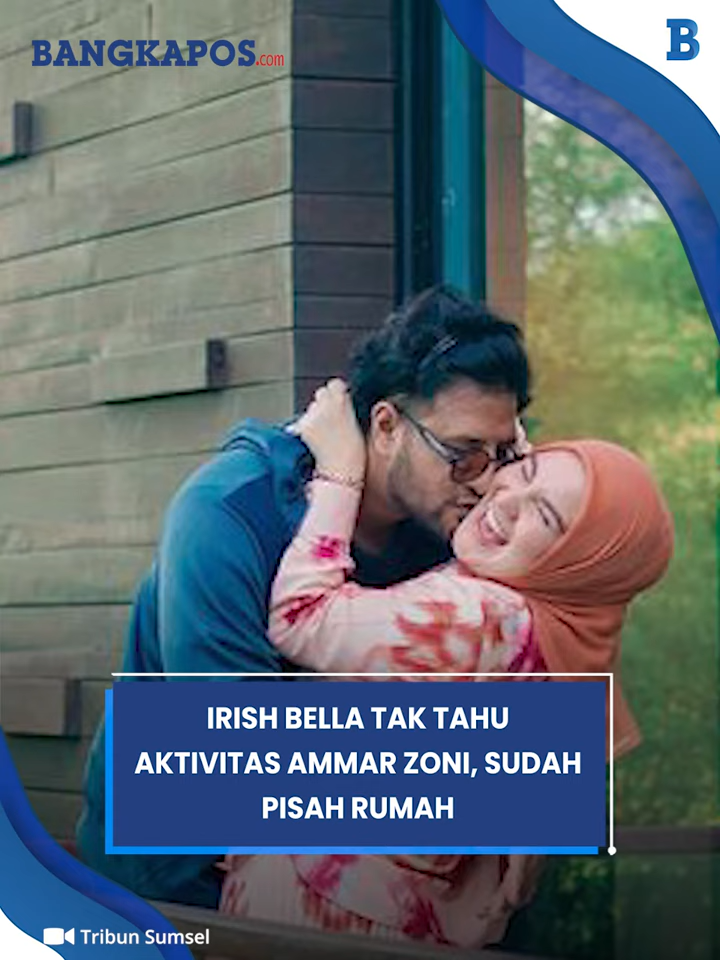 BANGKAPOS.com
B
IRISH BELLA TAK TAHU
AKTIVITAS AMMAR ZONI, SUDAH
PISAH RUMAH
Tribun Sumsel